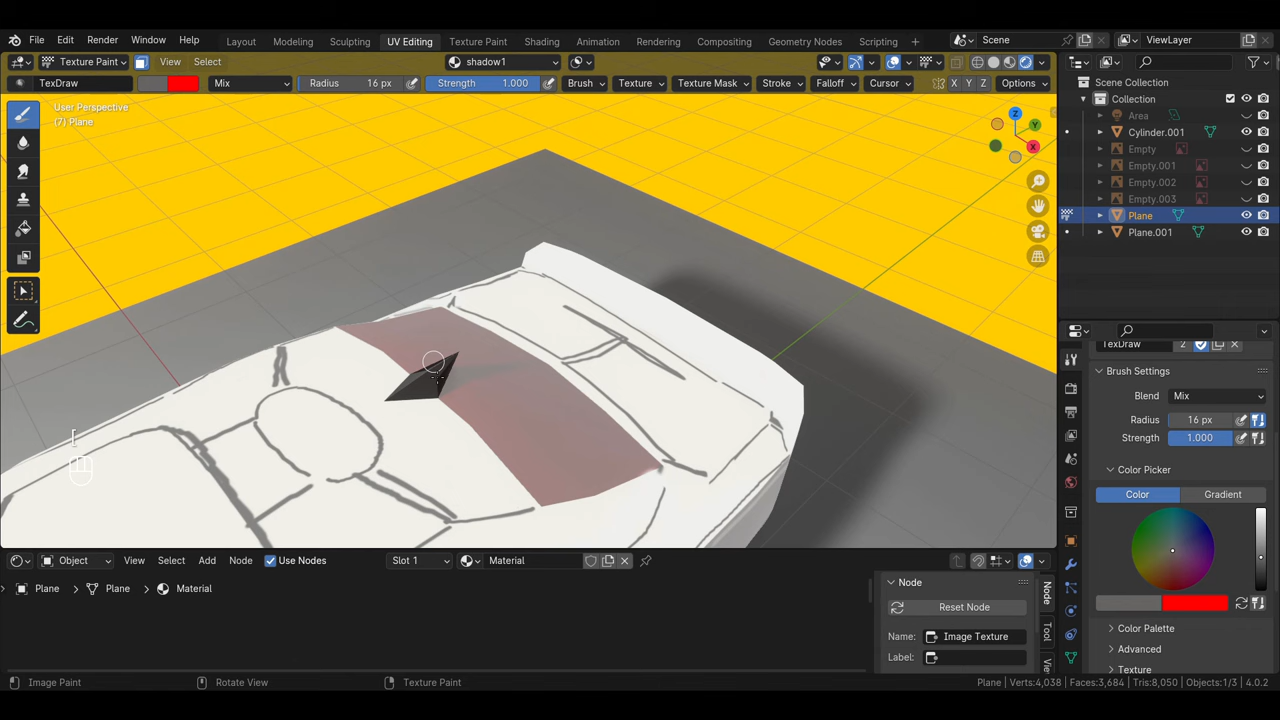 File Edit Render Window Help Layout Modeling Sculpting UV Editing Texture Paint Shading Animation Rendering Compositing Geometry Nodes Scripting + Scene ViewLayer
Texture Paint View Select shadow1
TexDraw Mix Radius 16 px Strength 1.000 Brush Texture Texture Mask Stroke Falloff Cursor X Y Z Options
User Perspective
(7) Plane
Z
Y
X
Scene Collection
Collection
Area
Cylinder.001
Empty
Empty.001
Empty.002
Empty.003
Plane
Plane.001
TexDraw 2
Brush Settings
Blend Mix
Radius 16 px
Strength 1.000
Color Picker
Color Gradient
Color Palette
Advanced
Texture
[
Object View Select Add Node Use Nodes Slot 1 Material
Plane > Plane > Material
Node
Reset Node
Name: Image Texture
Label:
Node
Tool
Image Paint Rotate View Texture Paint Plane | Verts:4,038 | Faces:3,684 | Tris:8,050 | Objects:1/3 | 4.0.2